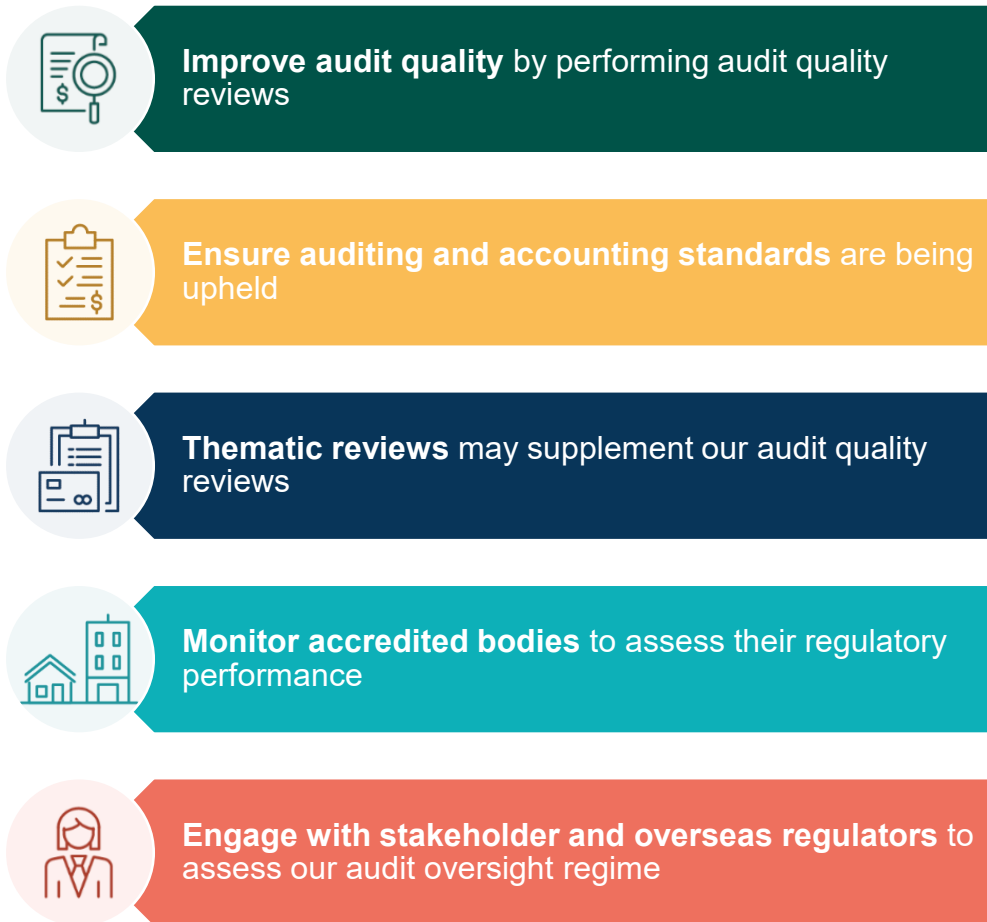 Improve audit quality by performing audit quality
reviews
$
Ensure auditing and accounting standards are being
upheld
$
Thematic reviews may supplement our audit quality
reviews
Monitor accredited bodies to assess their regulatory
performance
Engage with stakeholder and overseas regulators to
assess our audit oversight regime